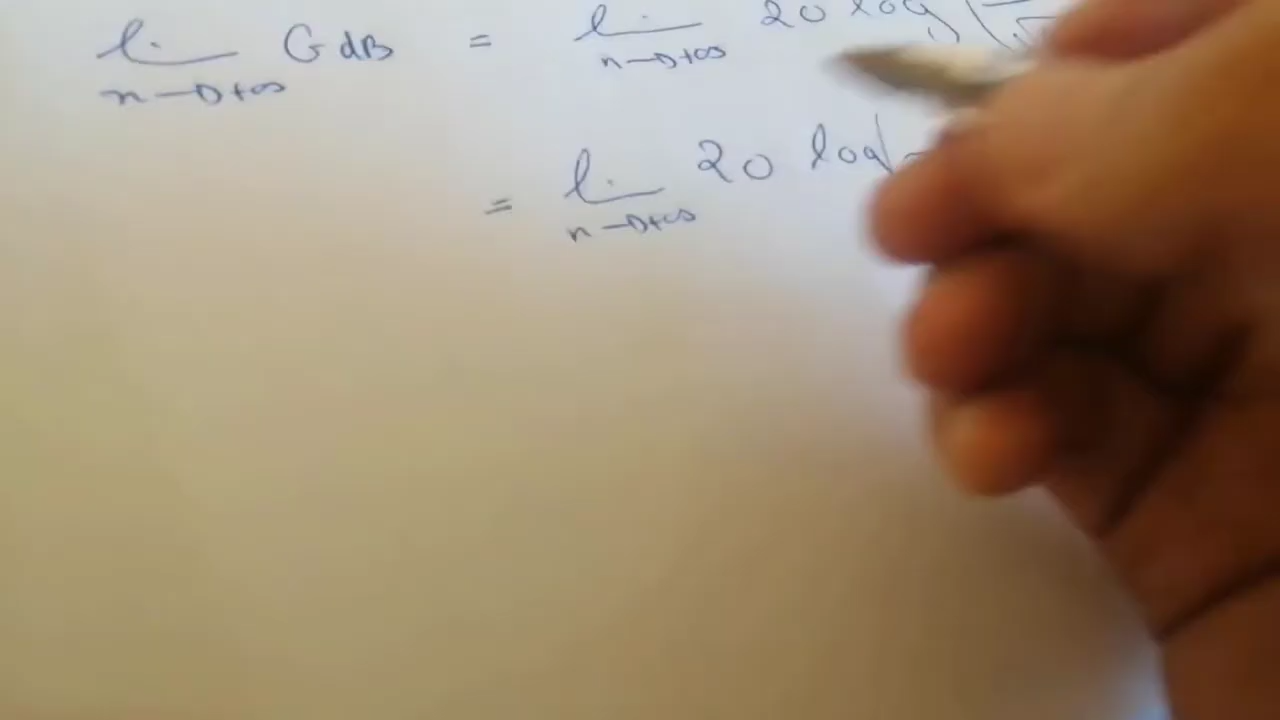 lim G dB = lim 20 log
n→+∞ n→+∞
= lim 20 log
n→+∞